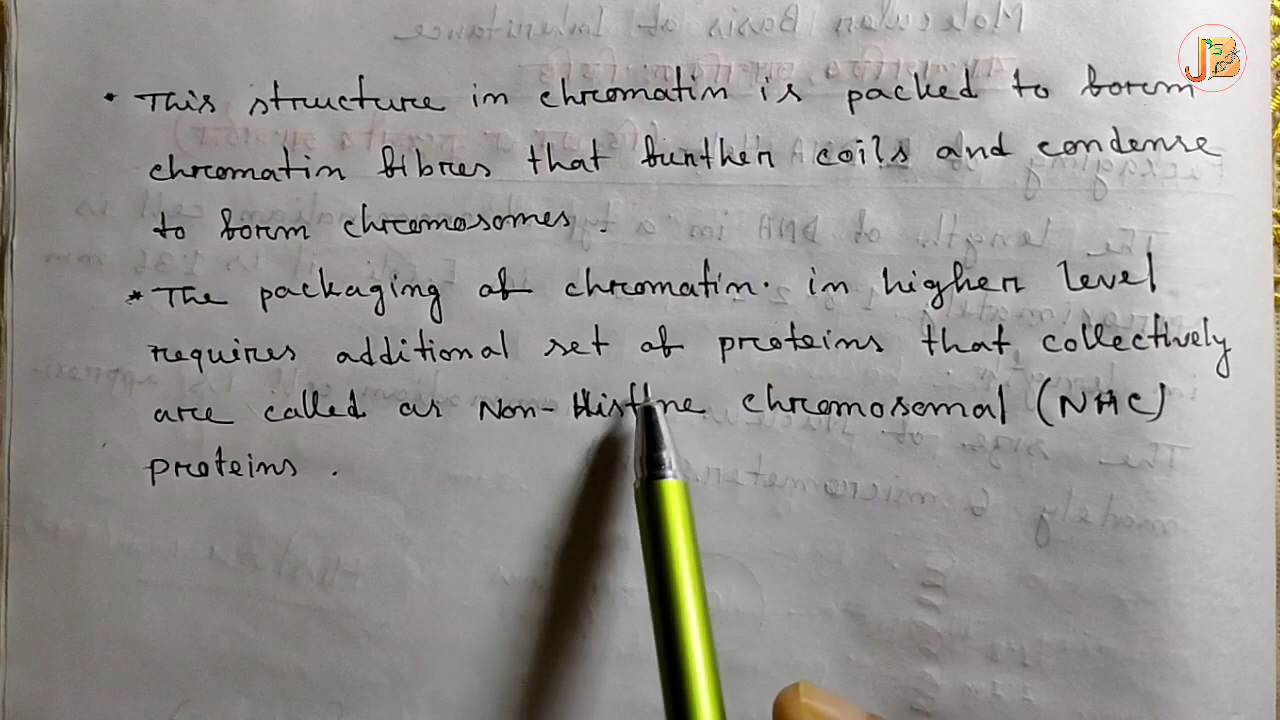 • This structure in chromatin is packed to form
chromatin fibres that further coils and condense
to form chromosomes.
* The packaging of chromatin. in higher level
requires additional set of proteins that collectively
are called as Non-Histone chromosomal (NHC)
proteins.